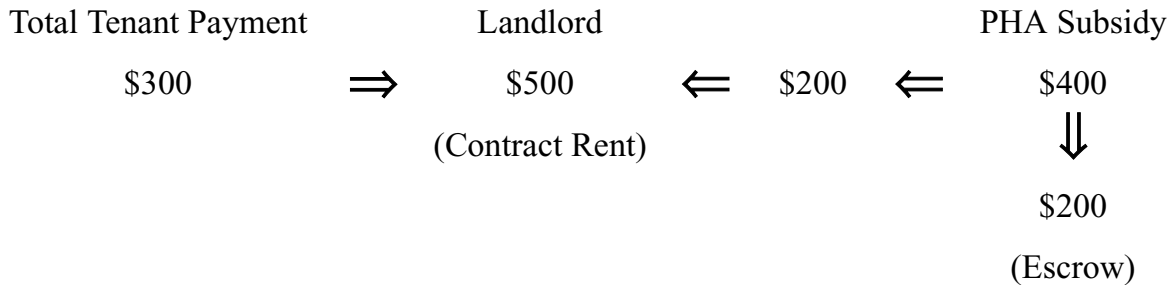 Total Tenant Payment Landlord PHA Subsidy
$300 ⇒ $500 ⇐ $200 ⇐ $400
(Contract Rent) ⇓
$200
(Escrow)